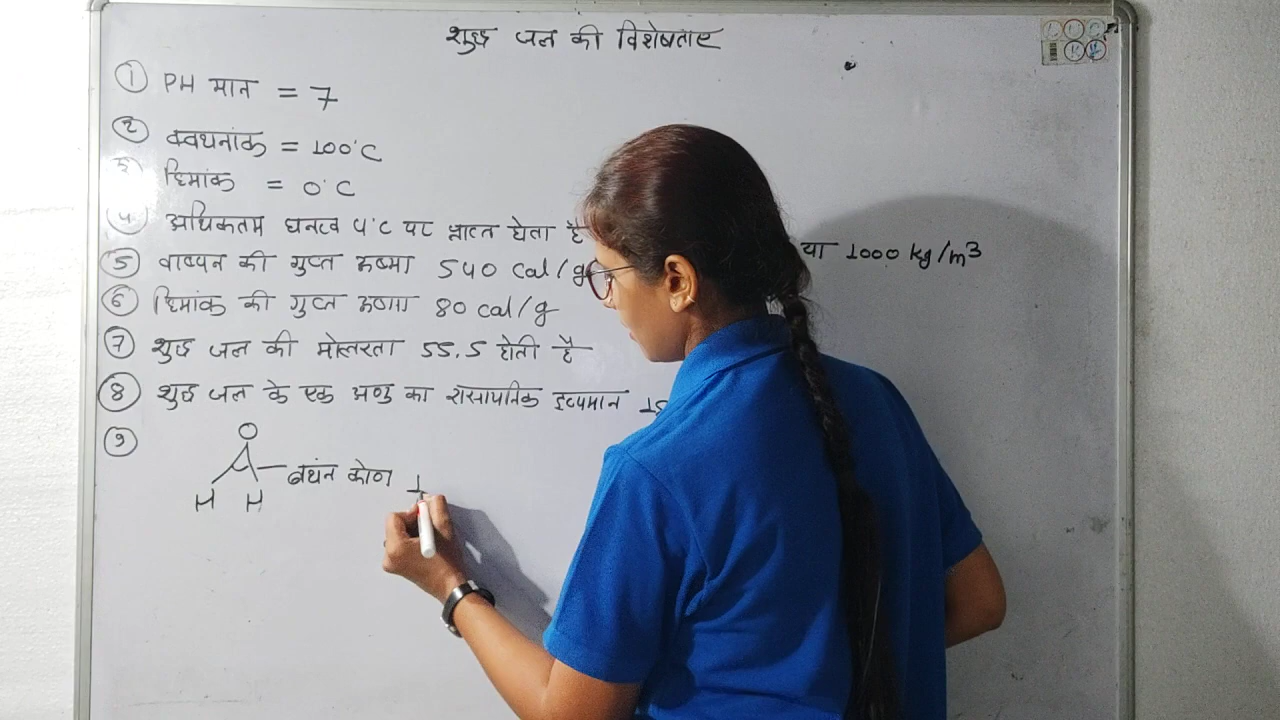 शुद्ध जल की विशेषताए
① PH मान = 7
② क्वथनांक = 100°C
③ हिमांक = 0°C
④ अधिकतम घनत्व 4°C पर प्राप्त होता है या 1000 kg/m³
⑤ वाष्पन की गुप्त ऊष्मा 540 cal/g
⑥ हिमांक की गुप्त ऊष्मा 80 cal/g
⑦ शुद्ध जल की मोलरता 55.5 होती है
⑧ शुद्ध जल के एक अणु का रासायनिक द्रव्यमान
⑨
O
बधंन कोण 1
H H